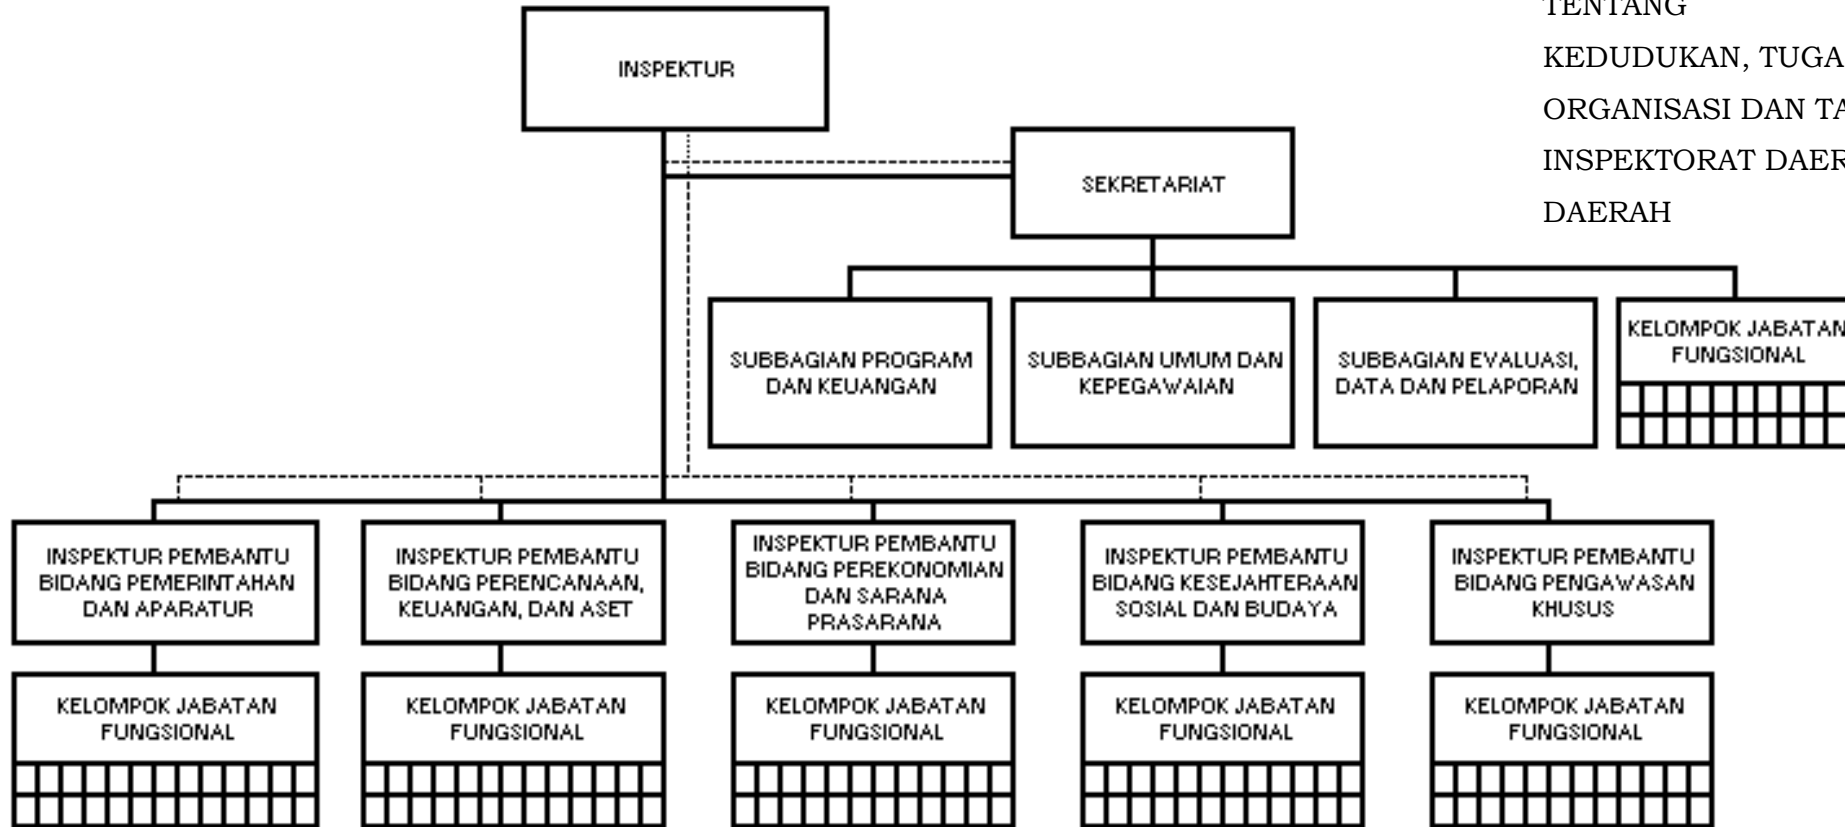 TENTANG
KEDUDUKAN, TUGA
ORGANISASI DAN TA
INSPEKTORAT DAER
DAERAH
INSPEKTUR
SEKRETARIAT
SUBBAGIAN PROGRAM
DAN KEUANGAN
SUBBAGIAN UMUM DAN
KEPEGAWAIAN
SUBBAGIAN EVALUASI,
DATA DAN PELAPORAN
KELOMPOK JABATAN
FUNGSIONAL
INSPEKTUR PEMBANTU
BIDANG PEMERINTAHAN
DAN APARATUR
INSPEKTUR PEMBANTU
BIDANG PERENCANAAN,
KEUANGAN, DAN ASET
INSPEKTUR PEMBANTU
BIDANG PEREKONOMIAN
DAN SARANA
PRASARANA
INSPEKTUR PEMBANTU
BIDANG KESEJAHTERAAN
SOSIAL DAN BUDAYA
INSPEKTUR PEMBANTU
BIDANG PENGAWASAN
KHUSUS
KELOMPOK JABATAN
FUNGSIONAL
KELOMPOK JABATAN
FUNGSIONAL
KELOMPOK JABATAN
FUNGSIONAL
KELOMPOK JABATAN
FUNGSIONAL
KELOMPOK JABATAN
FUNGSIONAL